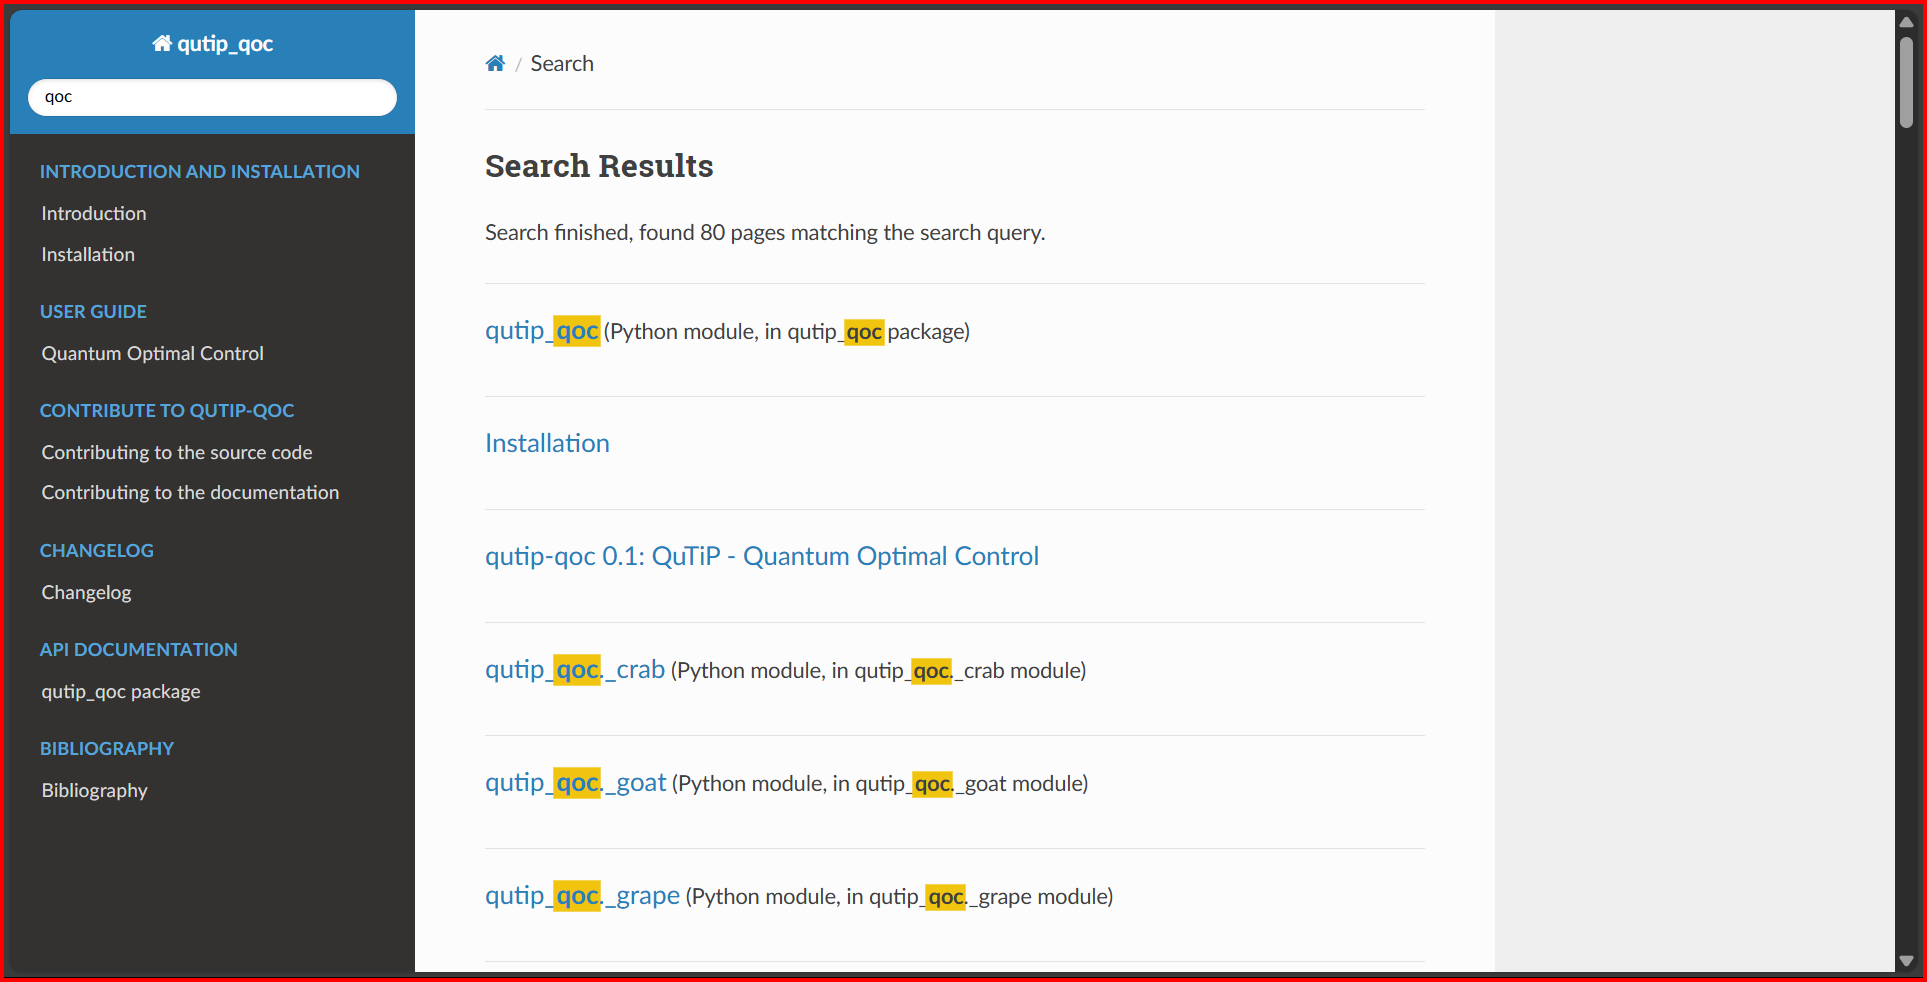 qutip_qoc
qoc
INTRODUCTION AND INSTALLATION
Introduction
Installation
USER GUIDE
Quantum Optimal Control
CONTRIBUTE TO QUTIP-QOC
Contributing to the source code
Contributing to the documentation
CHANGELOG
Changelog
API DOCUMENTATION
qutip_qoc package
BIBLIOGRAPHY
Bibliography
/ Search
Search Results
Search finished, found 80 pages matching the search query.
qutip_qoc (Python module, in qutip_qoc package)
Installation
qutip-qoc 0.1: QuTiP - Quantum Optimal Control
qutip_qoc._crab (Python module, in qutip_qoc._crab module)
qutip_qoc._goat (Python module, in qutip_qoc._goat module)
qutip_qoc._grape (Python module, in qutip_qoc._grape module)